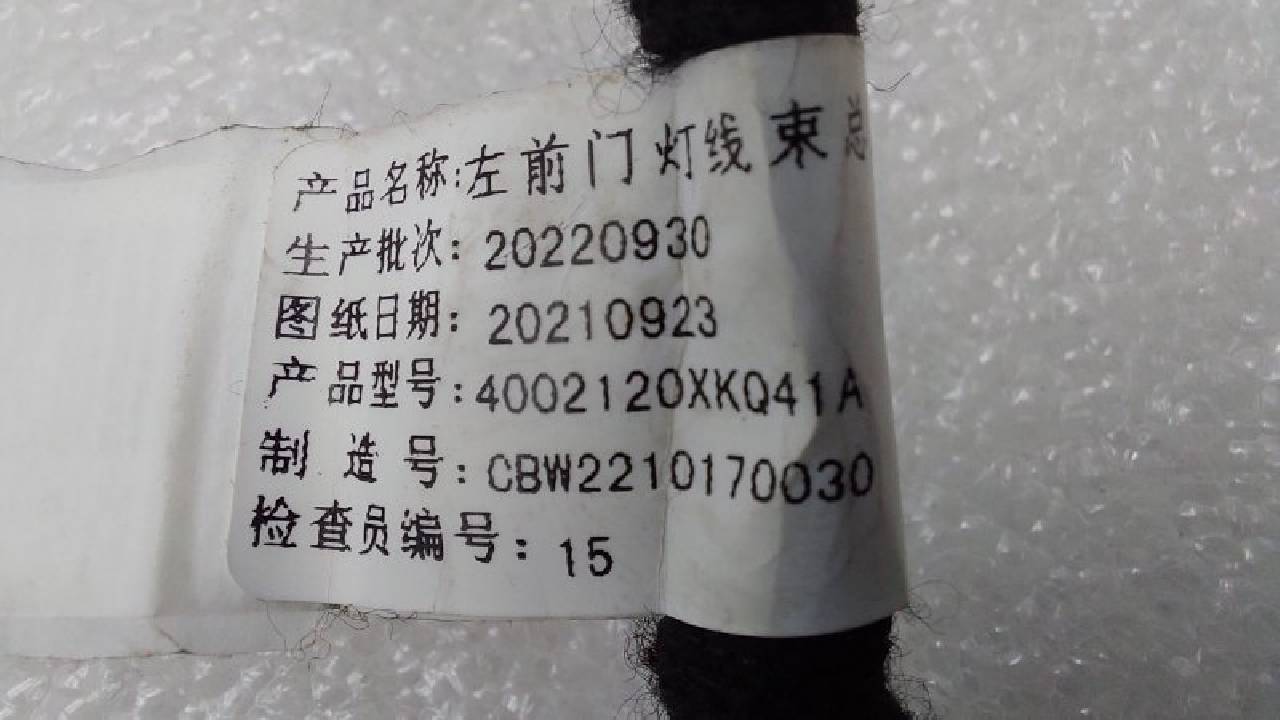 产品名称:左前门灯线束总
生产批次: 20220930
图纸日期: 20210923
产品型号:4002120XKQ41A
制造号:CBW2210170030
检查员编号: 15